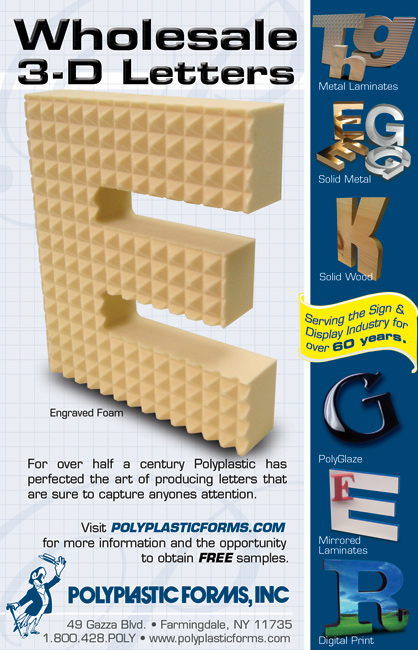 Wholesale
3-D Letters
Engraved Foam
For over half a century Polyplastic has
perfected the art of producing letters that
are sure to capture anyones attention.
Visit POLYPLASTICFORMS.COM
for more information and the opportunity
to obtain FREE samples.
POLYPLASTIC FORMS, INC
49 Gazza Blvd. • Farmingdale, NY 11735
1.800.428.POLY • www.polyplasticforms.com
T h g
Metal Laminates
E G
E G
Solid Metal
K
Solid Wood
Serving the Sign &
Display Industry for
over 60 years.
G
PolyGlaze
F E
Mirrored
Laminates
R
Digital Print
E